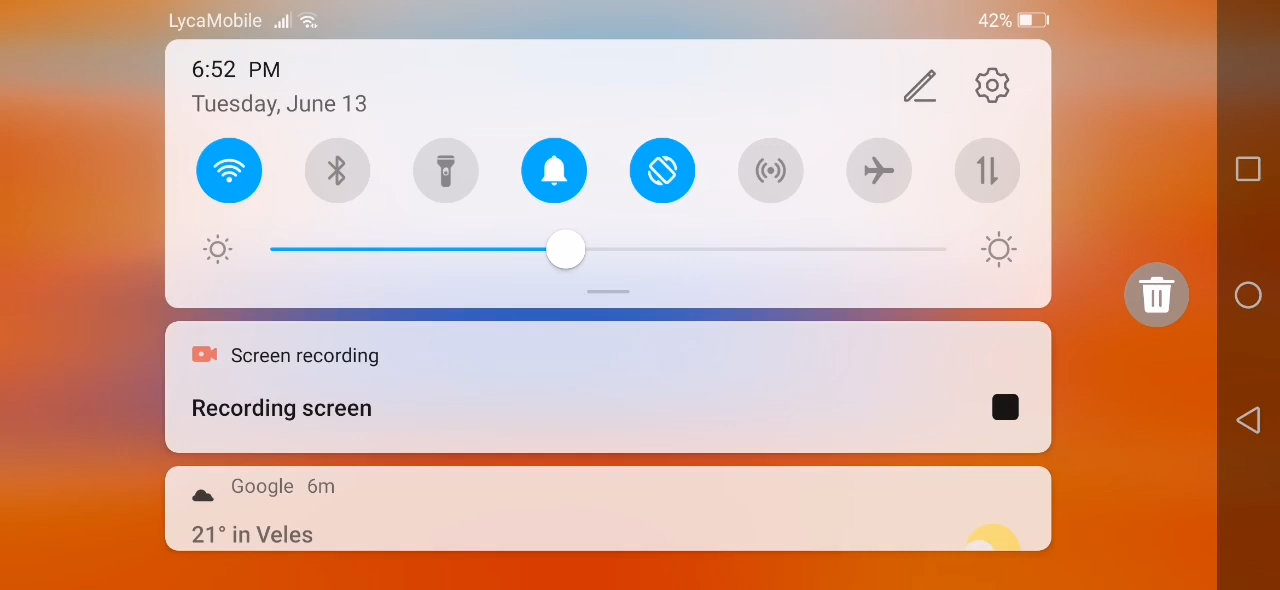 LycaMobile
42%
6:52 PM
Tuesday, June 13
Screen recording
Recording screen
Google 6m
21° in Veles